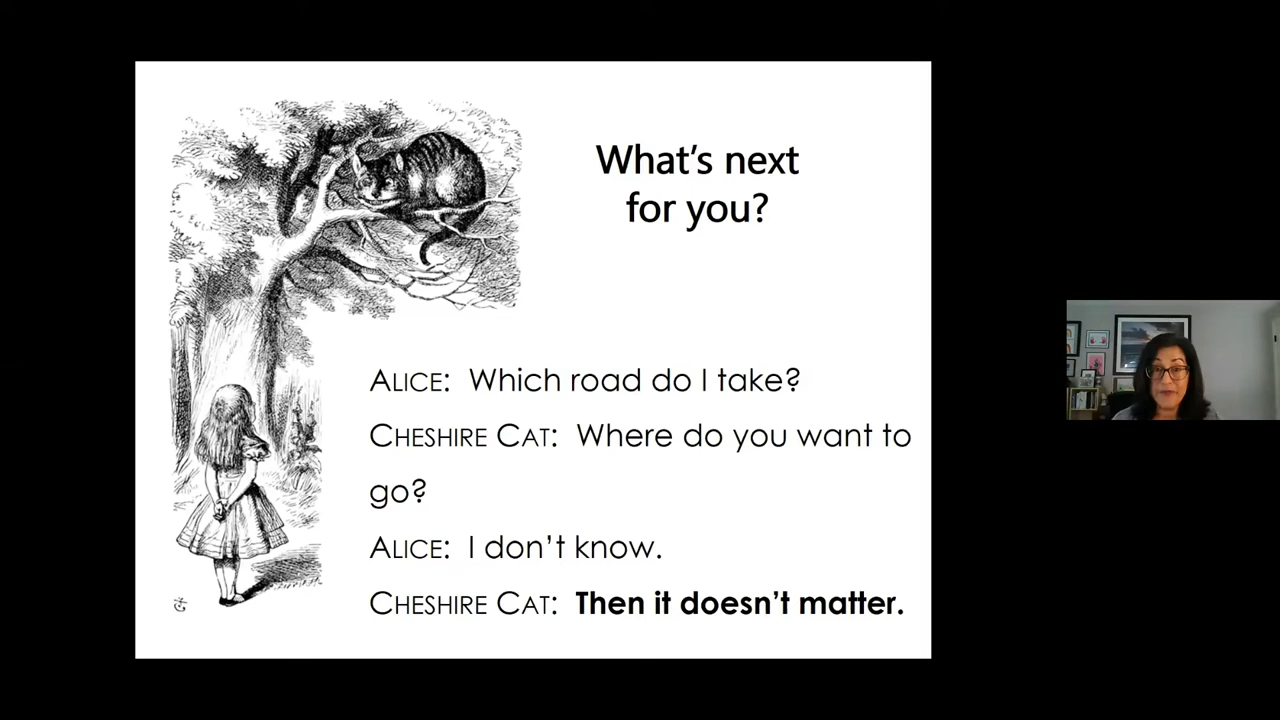 What's next
for you?
ALICE: Which road do I take?
CHESHIRE CAT: Where do you want to
go?
ALICE: I don't know.
CHESHIRE CAT: Then it doesn't matter.